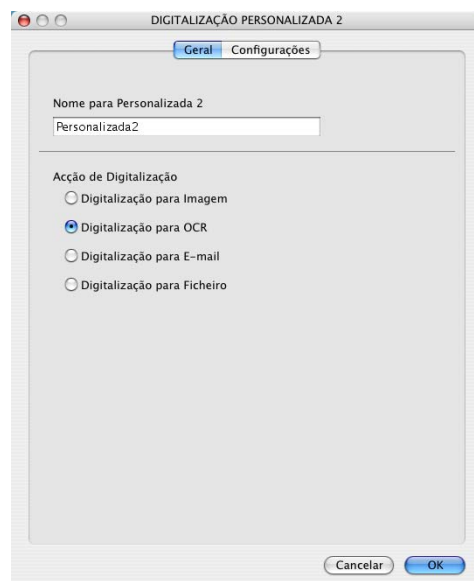 DIGITALIZAÇÃO PERSONALIZADA 2
Geral Configurações
Nome para Personalizada 2
Personalizada2
Acção de Digitalização
Digitalização para Imagem
Digitalização para OCR
Digitalização para E-mail
Digitalização para Ficheiro
Cancelar OK